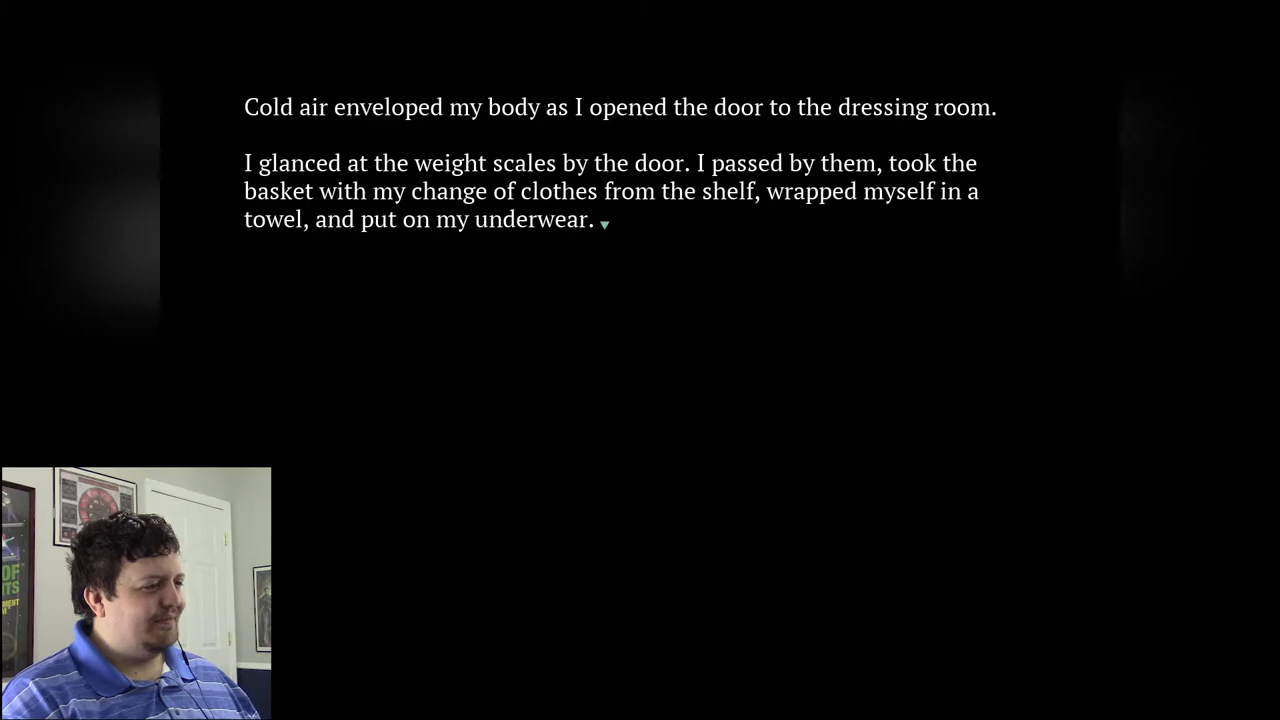 Cold air enveloped my body as I opened the door to the dressing room.
I glanced at the weight scales by the door. I passed by them, took the
basket with my change of clothes from the shelf, wrapped myself in a
towel, and put on my underwear.
OF